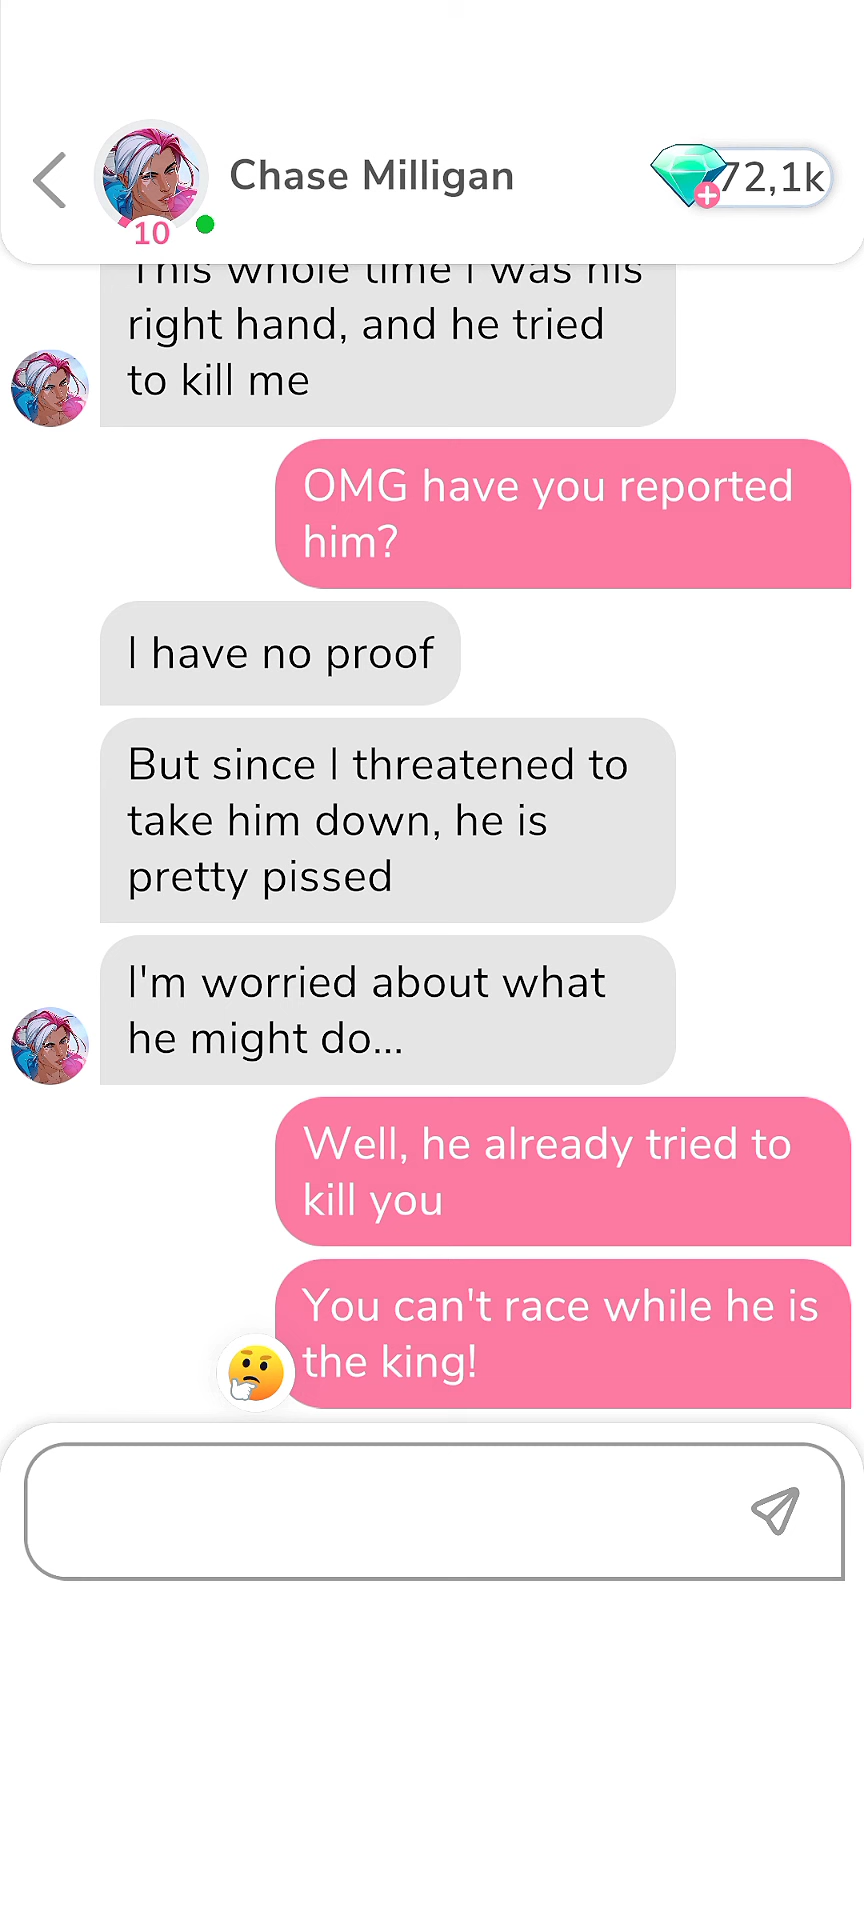 Chase Milligan
72,1k
10
This whole time I was his
right hand, and he tried
to kill me
OMG have you reported
him?
I have no proof
But since I threatened to
take him down, he is
pretty pissed
I'm worried about what
he might do...
Well, he already tried to
kill you
You can't race while he is
the king!